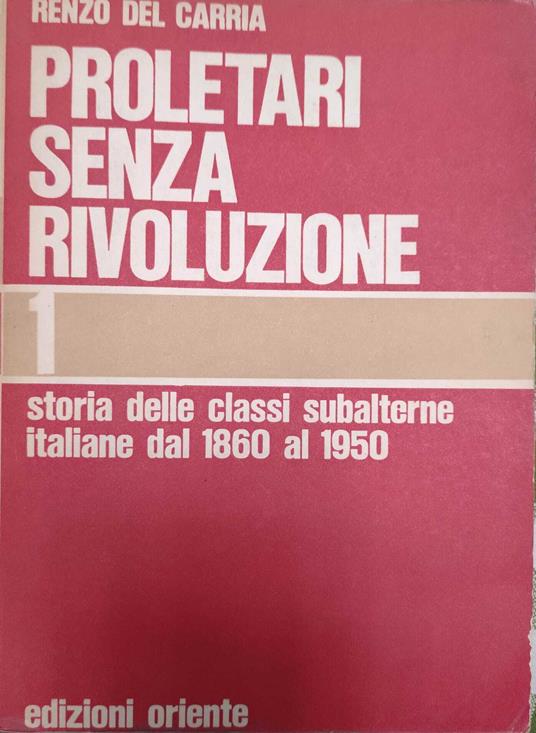 RENZO DEL CARRIA
PROLETARI
SENZA
RIVOLUZIONE
1
storia delle classi subalterne
italiane dal 1860 al 1950
edizioni oriente